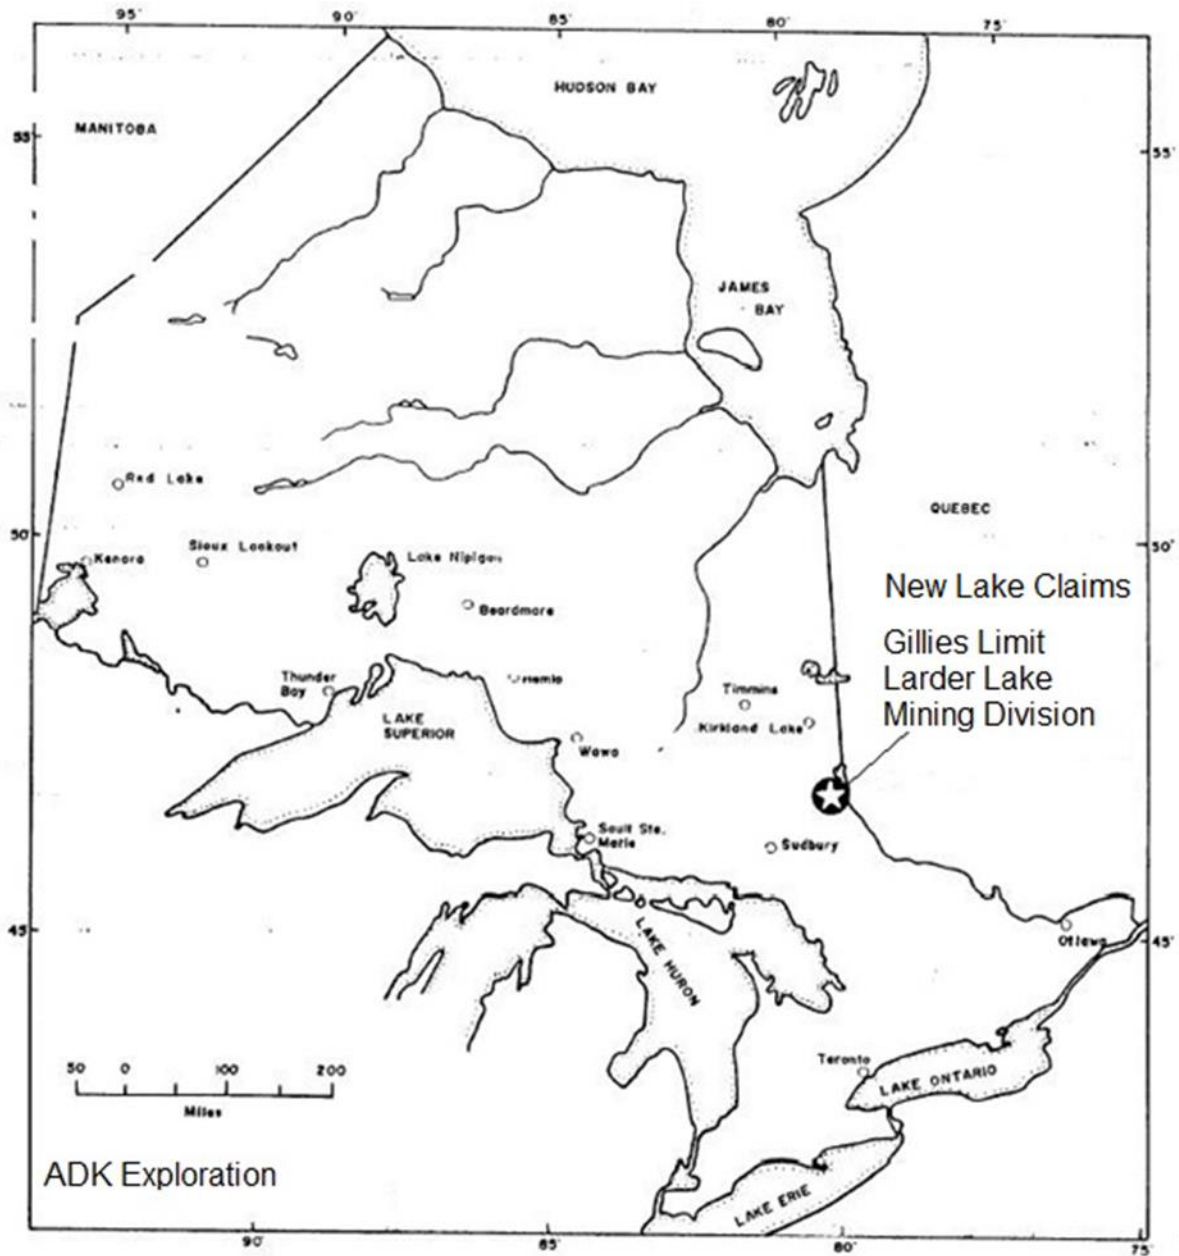 95' 90' 85' 80' 75'
HUDSON BAY
MANITOBA
55' 55'
JAMES
BAY
Red Lake
QUEBEC
50 50'
Kenora
Sioux Lookout
Lake Nipigon
New Lake Claims
Beardmore
Gillies Limit
Larder Lake
Mining Division
Thunder
Bay
Hemlo
Timmins
LAKE
SUPERIOR
Kirkland Lake
Wawa
Sault Ste.
Marie
Sudbury
45' 45'
Ottawa
LAKE HURON
Toronto
LAKE ONTARIO
50 0 100 200
Miles
ADK Exploration
LAKE ERIE
90' 85' 80' 75'